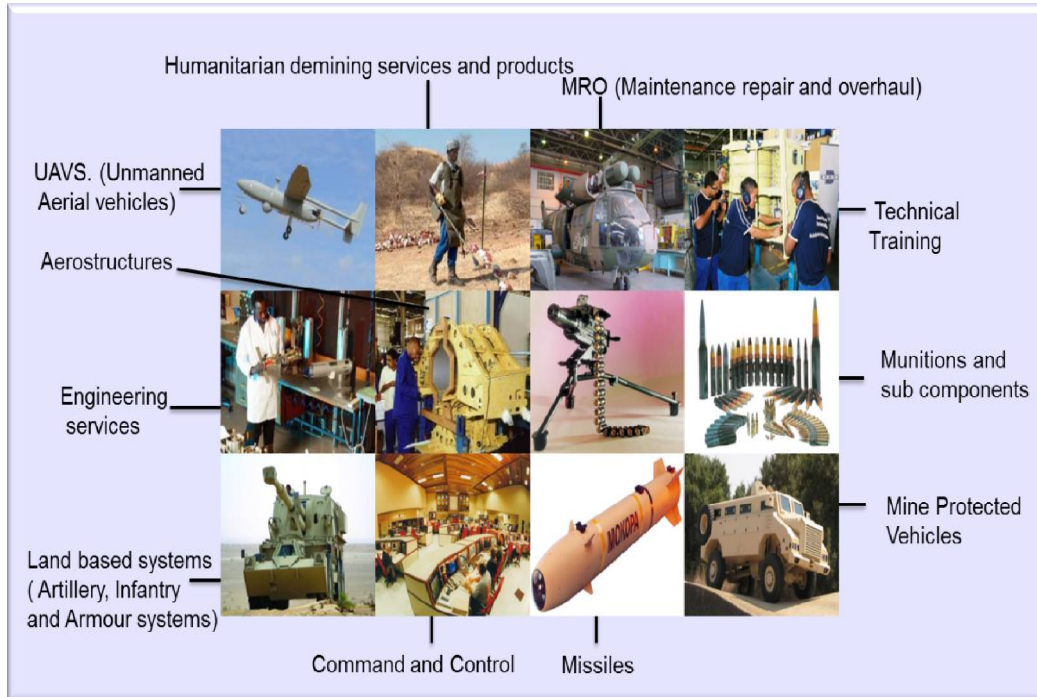 Humanitarian demining services and products
MRO (Maintenance repair and overhaul)
UAVS. (Unmanned
Aerial vehicles)
Technical
Training
Aerostructures
Engineering
services
Munitions and
sub components
MONOPA
Mine Protected
Vehicles
Land based systems
( Artillery, Infantry
and Armour systems)
Command and Control
Missiles